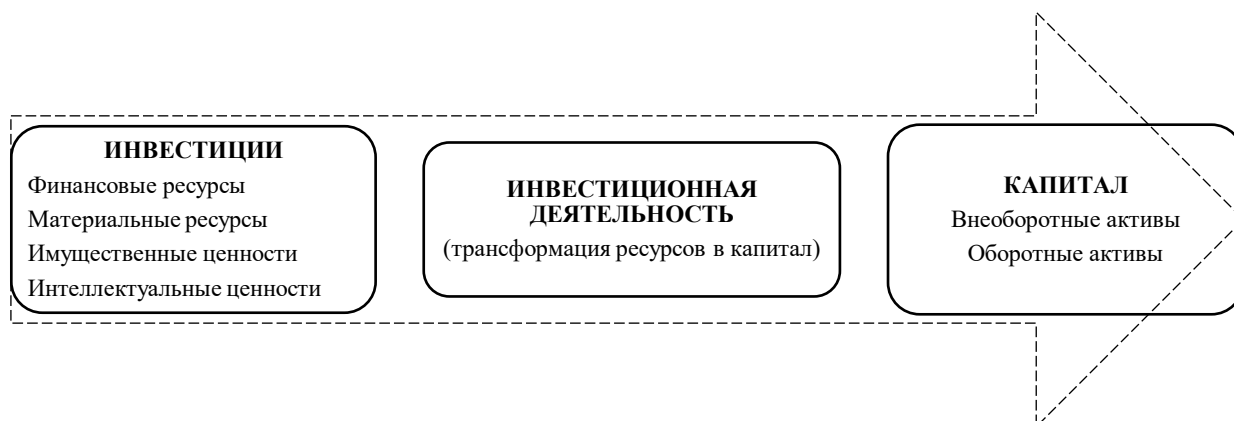 ИНВЕСТИЦИИ
Финансовые ресурсы
Материальные ресурсы
Имущественные ценности
Интеллектуальные ценности
ИНВЕСТИЦИОННАЯ
ДЕЯТЕЛЬНОСТЬ
(трансформация ресурсов в капитал)
КАПИТАЛ
Внеоборотные активы
Оборотные активы